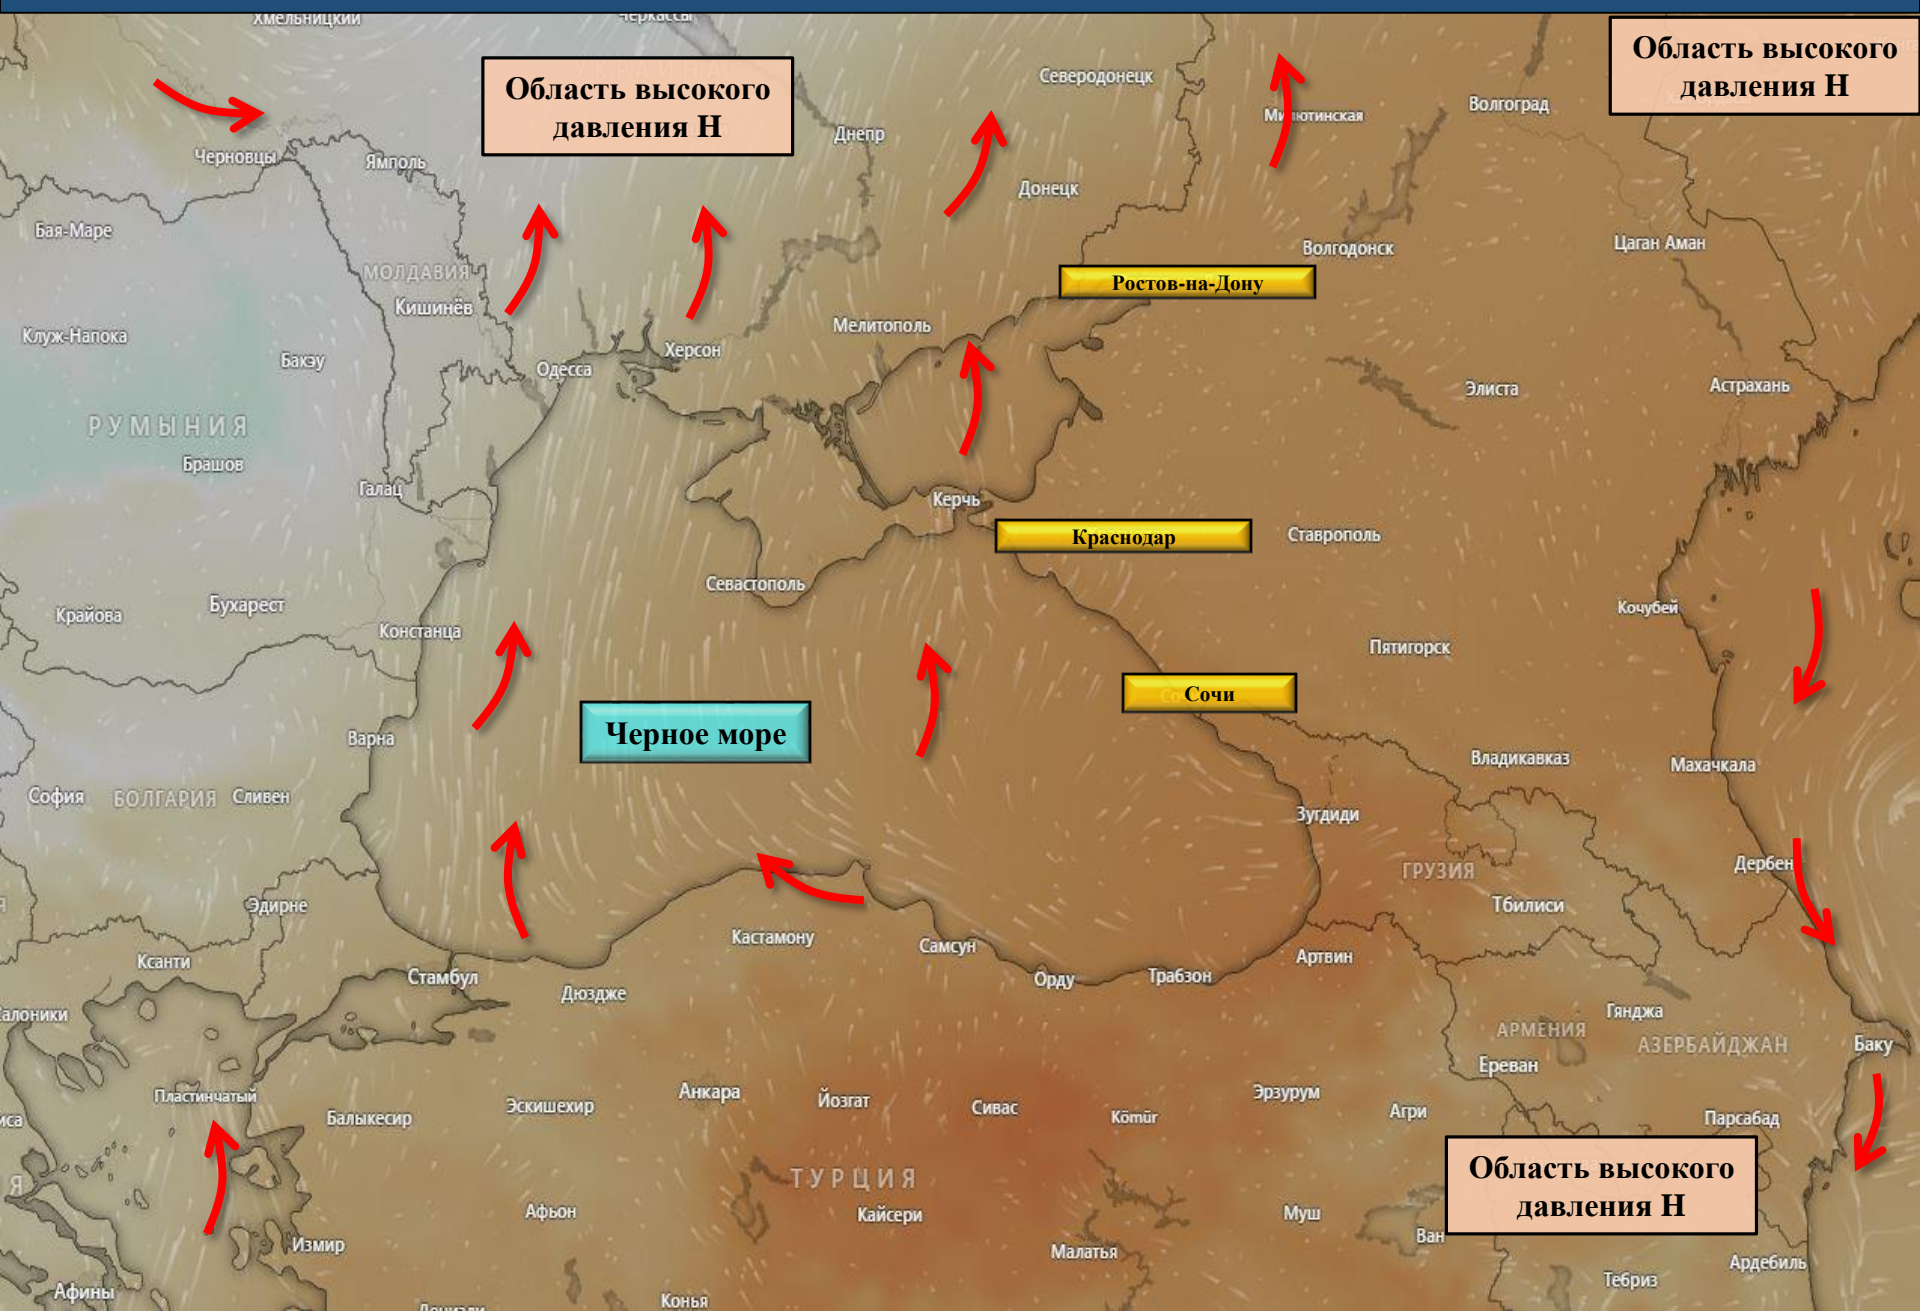 Хмельницкий
Черкассы
Область высокого
давления Н
Область высокого
давления Н
Северодонецк
Милютинская
Волгоград
Днепр
Черновцы
Ямполь
Донецк
Бая-Маре
Волгодонск
Цаган Аман
МОЛДАВИЯ
Ростов-на-Дону
Кишинёв
Мелитополь
Клуж-Напока
Бакэу
Херсон
Одесса
Элиста
Астрахань
РУМЫНИЯ
Брашов
Галац
Керчь
Краснодар
Ставрополь
Севастополь
Крайова
Бухарест
Констанца
Кочубей
Пятигорск
Сочи
Черное море
Варна
Владикавказ
Махачкала
София
БОЛГАРИЯ
Сливен
Зугдиди
ГРУЗИЯ
Дербен
Эдирне
Тбилиси
Кастамону
Самсун
Ксанти
Стамбул
Артвин
Орду
Трабзон
Дюздже
алоники
Гянджа
АРМЕНИЯ
АЗЕРБАЙДЖАН
Баку
Ереван
Пластинчатый
Балыкесир
Эскишехир
Анкара
Йозгат
Сивас
Kömür
Эрзурум
Агри
Парсабад
ТУРЦИЯ
Область высокого
давления Н
Афьон
Кайсери
Муш
Ван
Измир
Малатья
Ардебиль
Тебриз
Афины
Конья